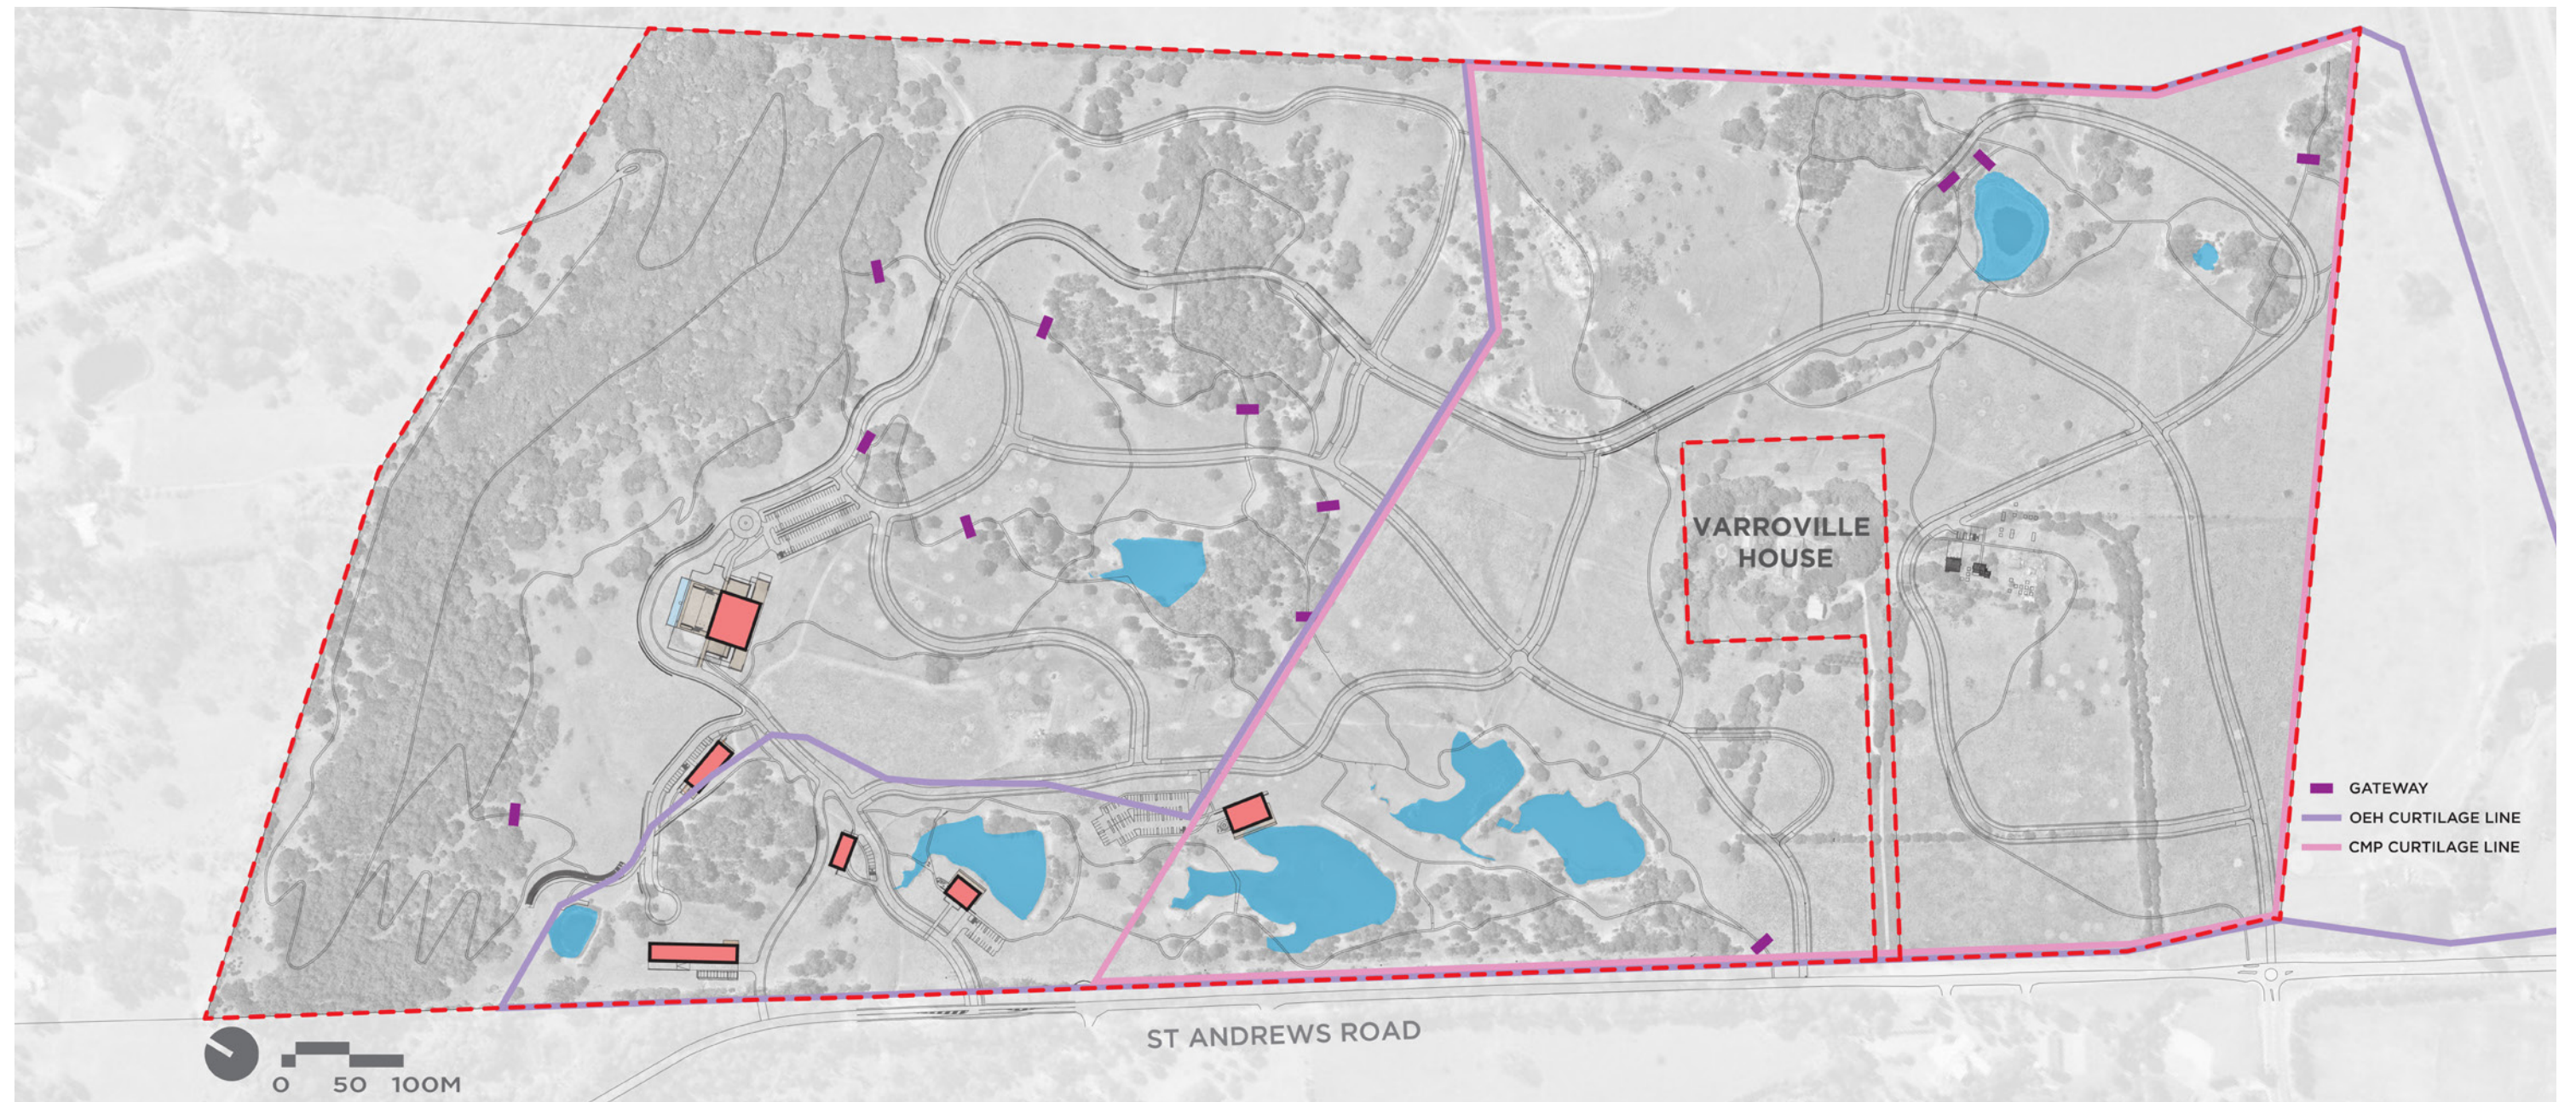 VARROVILLE
HOUSE
GATEWAY
OEH CURTILAGE LINE
CMP CURTILAGE LINE
ST ANDREWS ROAD
0 50 100M